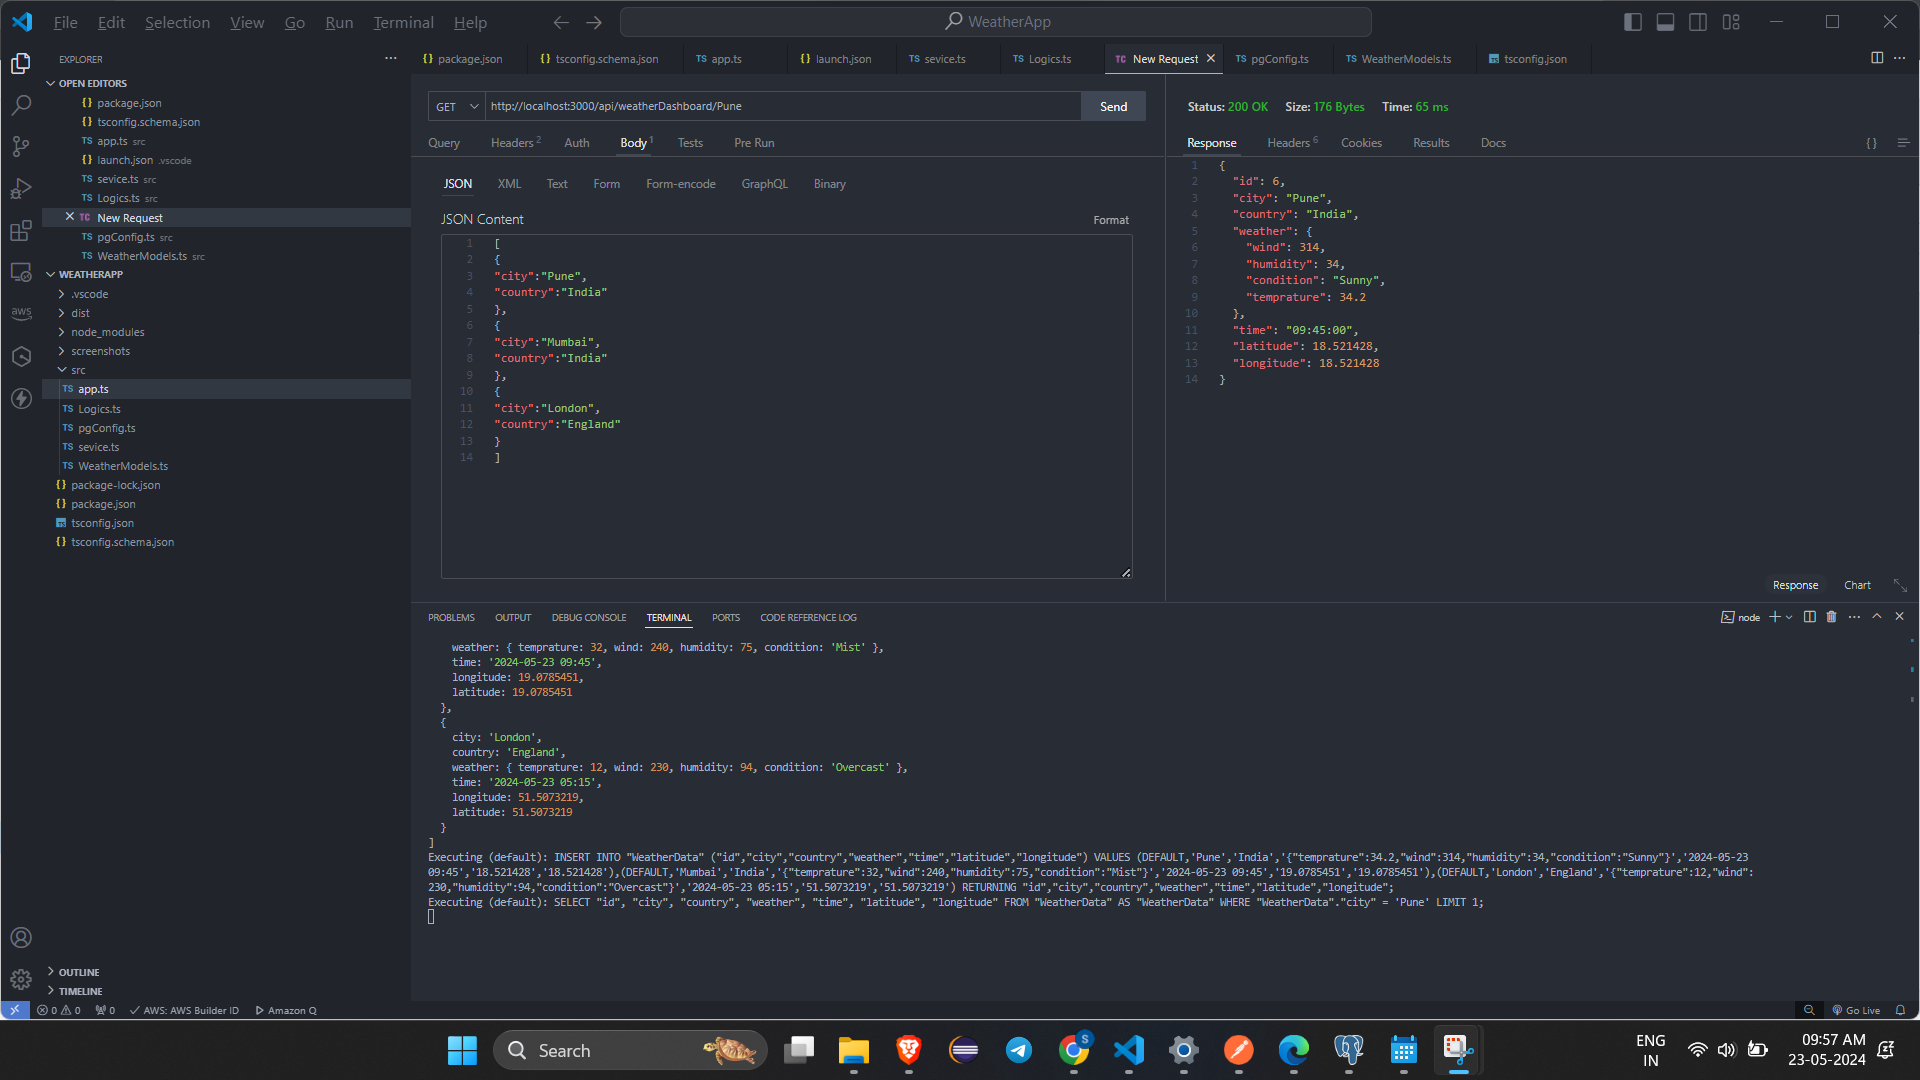 File Edit Selection View Go Run Terminal Help
WeatherApp
EXPLORER
OPEN EDITORS
package.json
tsconfig.schema.json
app.ts src
launch.json .vscode
sevice.ts src
Logics.ts src
New Request
pgConfig.ts src
WeatherModels.ts src
WEATHERAPP
.vscode
dist
node_modules
screenshots
src
app.ts
Logics.ts
pgConfig.ts
sevice.ts
WeatherModels.ts
package-lock.json
package.json
tsconfig.json
tsconfig.schema.json
OUTLINE
TIMELINE
package.json tsconfig.schema.json app.ts launch.json sevice.ts Logics.ts New Request pgConfig.ts WeatherModels.ts tsconfig.json
GET http://localhost:3000/api/weatherDashboard/Pune Send
Query Headers 2 Auth Body 1 Tests Pre Run
JSON XML Text Form Form-encode GraphQL Binary
JSON Content Format
1 [
2 {
3 "city":"Pune",
4 "country":"India"
5 },
6 {
7 "city":"Mumbai",
8 "country":"India"
9 },
10 {
11 "city":"London",
12 "country":"England"
13 }
14 ]
Status: 200 OK Size: 176 Bytes Time: 65 ms
Response Headers 6 Cookies Results Docs
1 {
2 "id": 6,
3 "city": "Pune",
4 "country": "India",
5 "weather": {
6 "wind": 314,
7 "humidity": 34,
8 "condition": "Sunny",
9 "temprature": 34.2
10 },
11 "time": "09:45:00",
12 "latitude": 18.521428,
13 "longitude": 18.521428
14 }
Response Chart
PROBLEMS OUTPUT DEBUG CONSOLE TERMINAL PORTS CODE REFERENCE LOG
node
weather: { temprature: 32, wind: 240, humidity: 75, condition: 'Mist' },
time: '2024-05-23 09:45',
longitude: 19.0785451,
latitude: 19.0785451
},
{
city: 'London',
country: 'England',
weather: { temprature: 12, wind: 230, humidity: 94, condition: 'Overcast' },
time: '2024-05-23 05:15',
longitude: 51.5073219,
latitude: 51.5073219
}
]
Executing (default): INSERT INTO "WeatherData" ("id","city","country","weather","time","latitude","longitude") VALUES (DEFAULT,'Pune','India','{"temprature":34.2,"wind":314,"humidity":34,"condition":"Sunny"}','2024-05-23
09:45','18.521428','18.521428'),(DEFAULT,'Mumbai','India','{"temprature":32,"wind":240,"humidity":75,"condition":"Mist"}','2024-05-23 09:45','19.0785451','19.0785451'),(DEFAULT,'London','England','{"temprature":12,"wind":
230,"humidity":94,"condition":"Overcast"}','2024-05-23 05:15','51.5073219','51.5073219') RETURNING "id","city","country","weather","time","latitude","longitude";
Executing (default): SELECT "id", "city", "country", "weather", "time", "latitude", "longitude" FROM "WeatherData" AS "WeatherData" WHERE "WeatherData"."city" = 'Pune' LIMIT 1;
0 0 0 AWS: AWS Builder ID Amazon Q Go Live
Search
ENG
IN
09:57 AM
23-05-2024